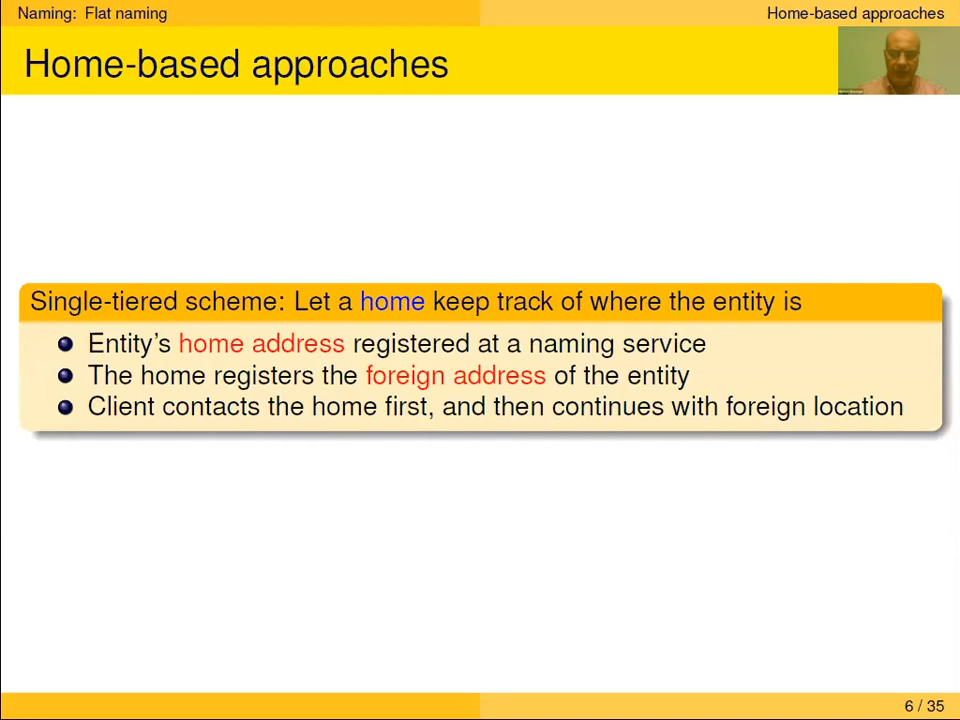 Naming: Flat naming
Home-based approaches
Home-based approaches
Single-tiered scheme: Let a home keep track of where the entity is
Entity's home address registered at a naming service
The home registers the foreign address of the entity
Client contacts the home first, and then continues with foreign location
6 / 35